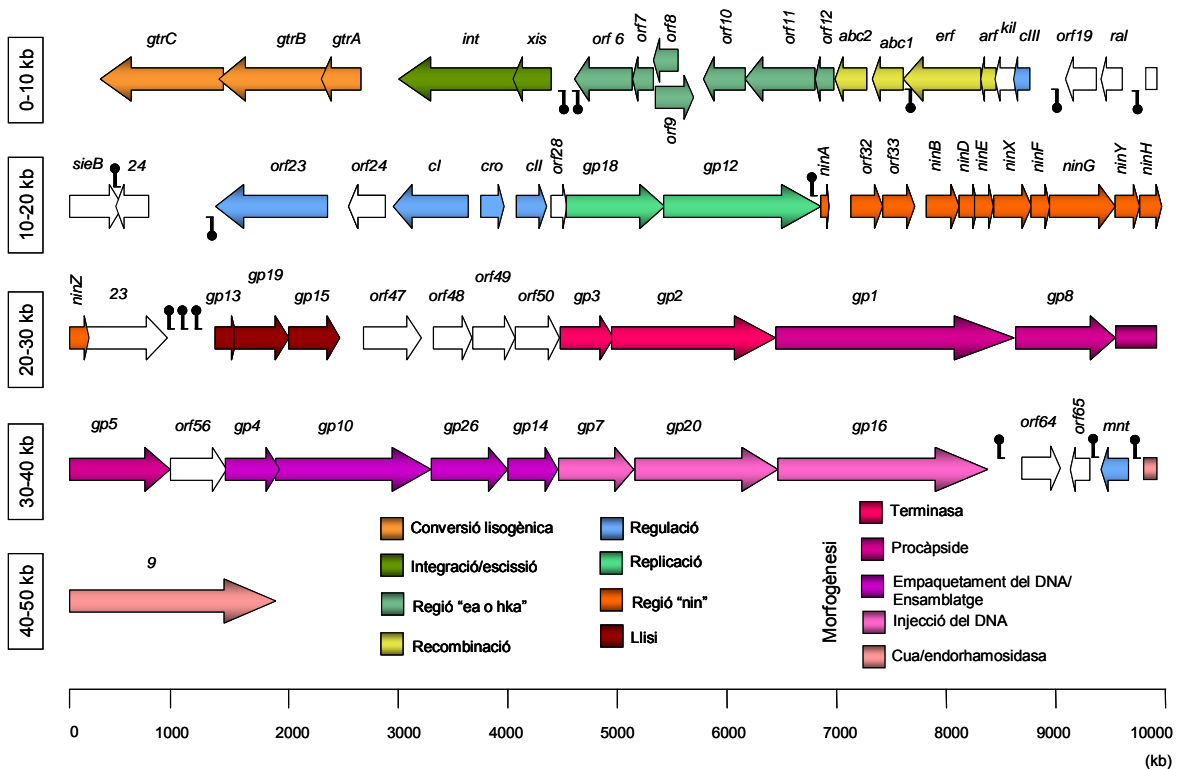 0-10 kb
gtrC gtrB gtrA int xis orf 6 orf7 orf8 orf9 orf10 orf11 orf12 abc2 abc1 erf arf kil cIII orf19 ral
10-20 kb
sieB 24 orf23 orf24 cI cro cII orf28 gp18 gp12 ninA orf32 orf33 ninB ninD ninE ninX ninF ninG ninY ninH
20-30 kb
ninZ 23 gp13 gp19 gp15 orf47 orf48 orf49 orf50 gp3 gp2 gp1 gp8
30-40 kb
gp5 orf56 gp4 gp10 gp26 gp14 gp7 gp20 gp16 orf64 orf65 mnt
40-50 kb
9
Conversió lisogènica
Integració/escissió
Regió “ea o hka”
Recombinació
Regulació
Replicació
Regió “nin”
Llisi
Morfogènesi
Terminasa
Procàpside
Empaquetament del DNA/
Ensamblatge
Injecció del DNA
Cua/endorhamosidasa
0 1000 2000 3000 4000 5000 6000 7000 8000 9000 10000
(kb)